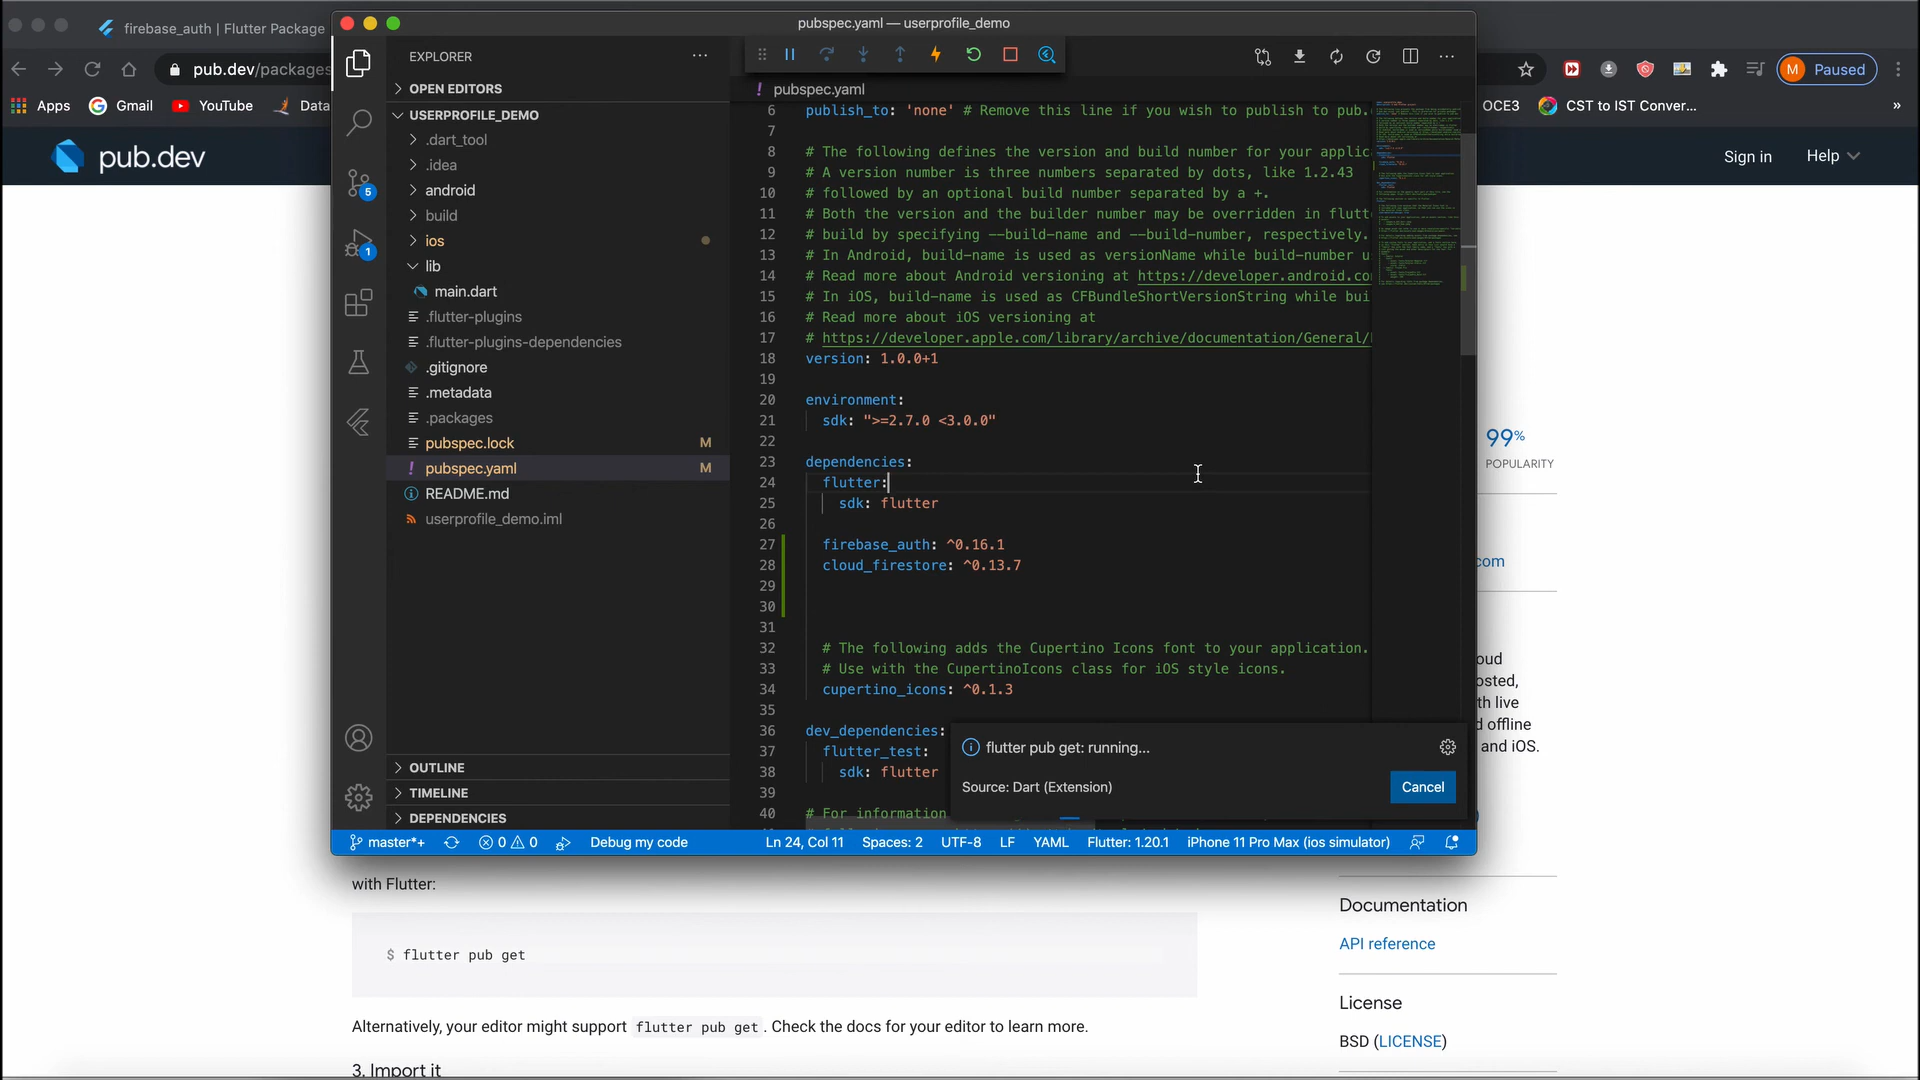 pubspec.yaml — userprofile_demo
firebase_auth | Flutter Package
pub.dev/packages
Paused
M
Apps
Gmail
YouTube
Data
OCE3
CST to IST Conver...
»
pub.dev
Sign in
Help
EXPLORER
OPEN EDITORS
USERPROFILE_DEMO
.dart_tool
.idea
android
build
ios
lib
main.dart
.flutter-plugins
.flutter-plugins-dependencies
.gitignore
.metadata
.packages
pubspec.lock M
pubspec.yaml M
README.md
userprofile_demo.iml
OUTLINE
TIMELINE
DEPENDENCIES
5
1
! pubspec.yaml
6 publish_to: 'none' # Remove this line if you wish to publish to pub.
7
8 # The following defines the version and build number for your applic
9 # A version number is three numbers separated by dots, like 1.2.43
10 # followed by an optional build number separated by a +.
11 # Both the version and the builder number may be overridden in flutt
12 # build by specifying --build-name and --build-number, respectively.
13 # In Android, build-name is used as versionName while build-number u
14 # Read more about Android versioning at https://developer.android.co
15 # In iOS, build-name is used as CFBundleShortVersionString while bui
16 # Read more about iOS versioning at
17 # https://developer.apple.com/library/archive/documentation/General/
18 version: 1.0.0+1
19
20 environment:
21 sdk: ">=2.7.0 <3.0.0"
22
23 dependencies:
24 flutter:
25 sdk: flutter
26
27 firebase_auth: ^0.16.1
28 cloud_firestore: ^0.13.7
29
30
31
32 # The following adds the Cupertino Icons font to your application.
33 # Use with the CupertinoIcons class for iOS style icons.
34 cupertino_icons: ^0.1.3
35
36 dev_dependencies:
37 flutter_test:
38 sdk: flutter
39
40 # For information
flutter pub get: running...
Source: Dart (Extension)
Cancel
master*+
0 0
Debug my code
Ln 24, Col 11
Spaces: 2
UTF-8
LF
YAML
Flutter: 1.20.1
iPhone 11 Pro Max (ios simulator)
99%
POPULARITY
com
oud
osted,
th live
d offline
and iOS.
with Flutter:
$ flutter pub get
Alternatively, your editor might support flutter pub get. Check the docs for your editor to learn more.
3. Import it
Documentation
API reference
License
BSD (LICENSE)